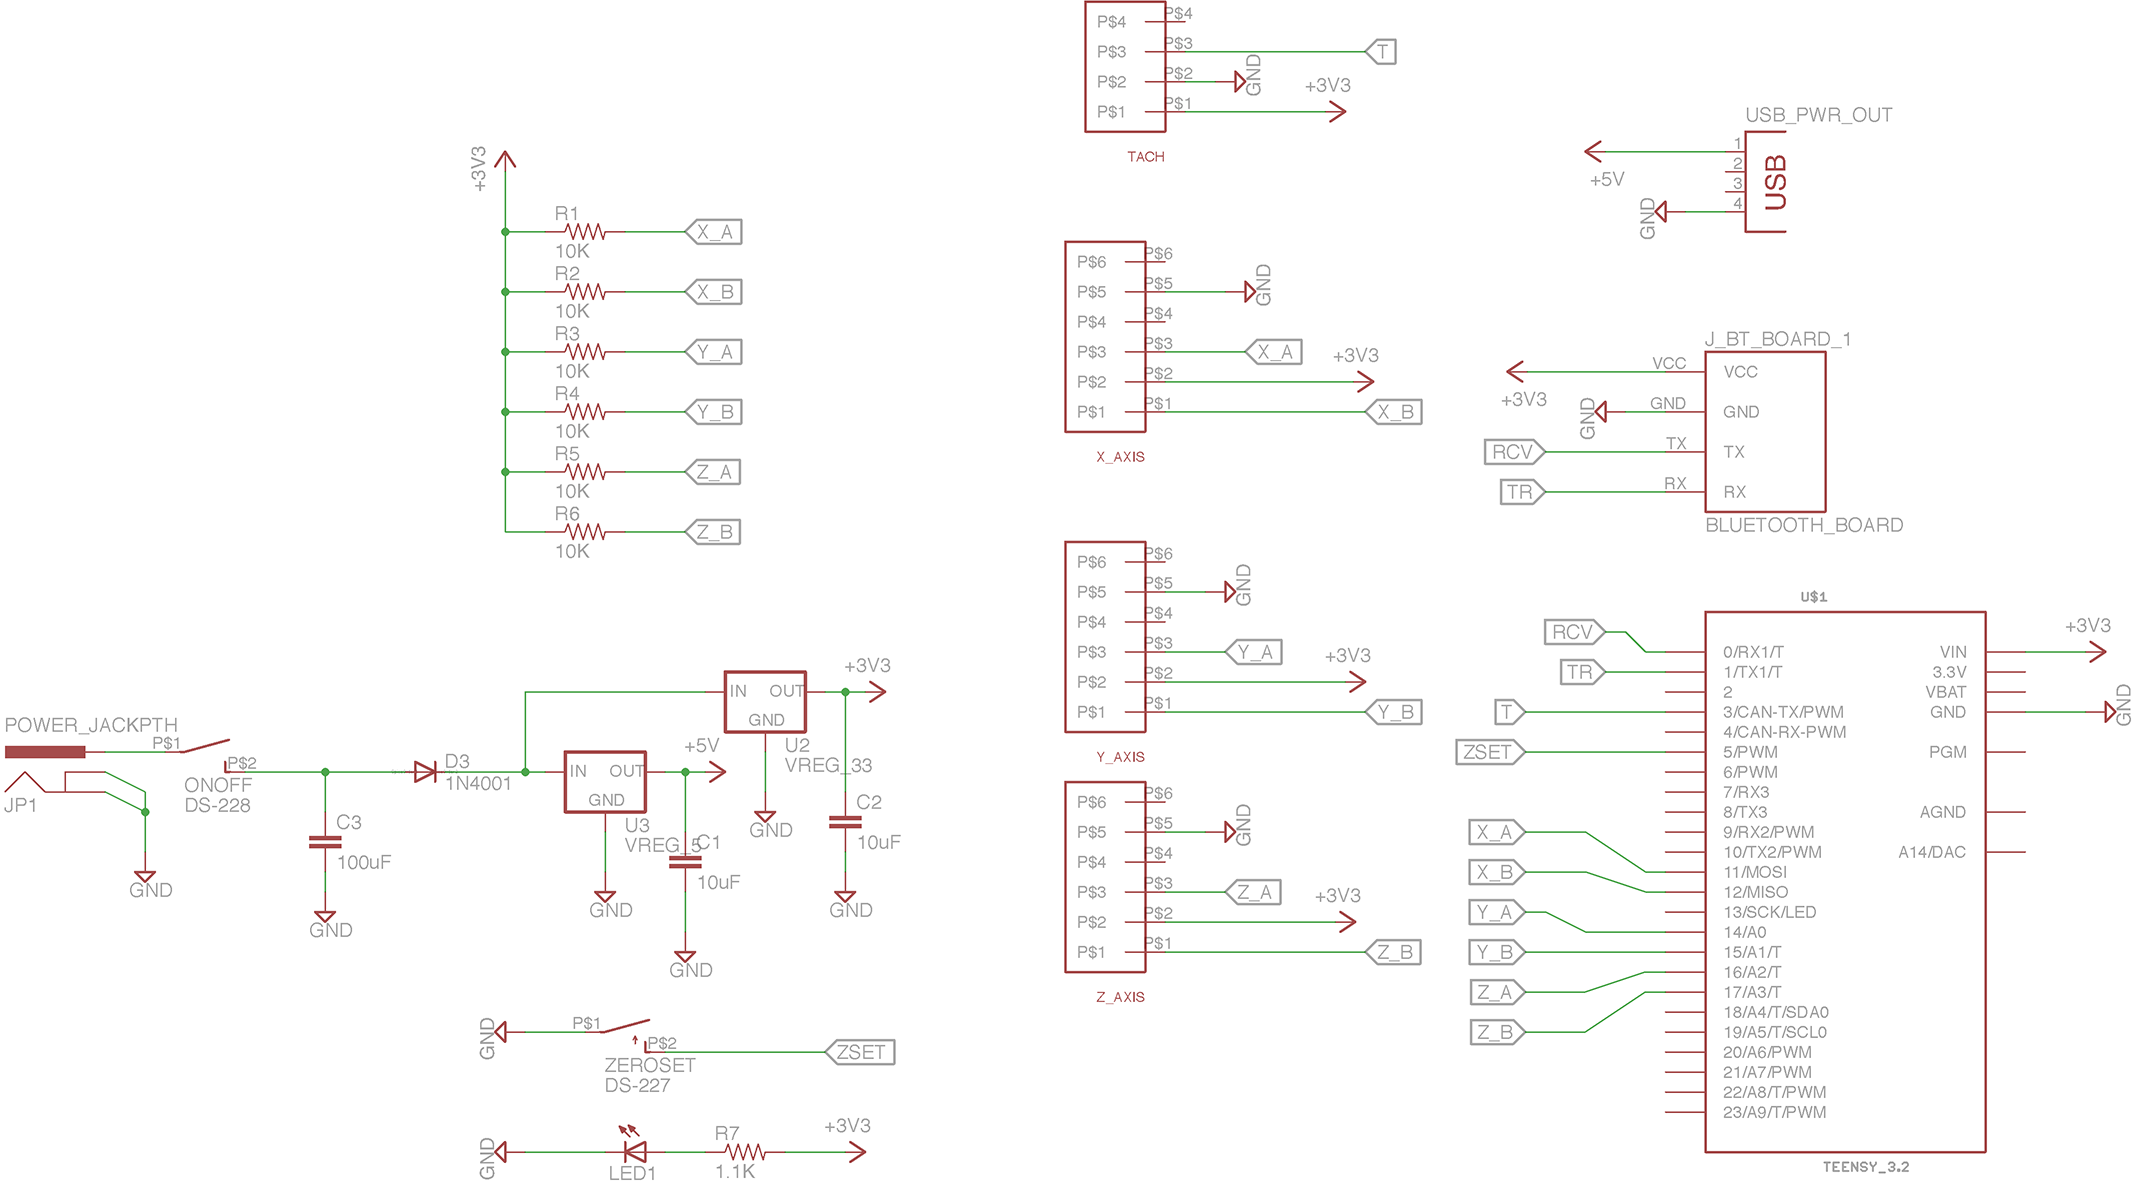 P$4 P$4
P$3 P$3 T
P$2 P$2 GND
P$1 P$1 +3V3
TACH
USB_PWR_OUT
1
2
3
4
USB
+5V
GND
+3V3
R1
10K
X_A
R2
10K
X_B
R3
10K
Y_A
R4
10K
Y_B
R5
10K
Z_A
R6
10K
Z_B
P$6 P$6
P$5 P$5 GND
P$4 P$4
P$3 P$3 X_A
P$2 P$2 +3V3
P$1 P$1 X_B
X_AXIS
J_BT_BOARD_1
+3V3 VCC VCC
GND GND GND
RCV TX TX
TR RX RX
BLUETOOTH_BOARD
P$6 P$6
P$5 P$5 GND
P$4 P$4
P$3 P$3 Y_A
P$2 P$2 +3V3
P$1 P$1 Y_B
Y_AXIS
P$6 P$6
P$5 P$5 GND
P$4 P$4
P$3 P$3 Z_A
P$2 P$2 +3V3
P$1 P$1 Z_B
Z_AXIS
POWER_JACKPTH
JP1
GND
P$1
P$2
ONOFF
DS-228
C3
100uF
GND
D3
1N4001
IN OUT
GND
U3
VREG_5
GND
+5V
C1
10uF
GND
IN OUT
GND
U2
VREG_33
GND
+3V3
C2
10uF
GND
GND
P$1
P$2
ZEROSET
DS-227
ZSET
GND
LED1
R7
1.1K
+3V3
U$1
RCV
TR
T
ZSET
X_A
X_B
Y_A
Y_B
Z_A
Z_B
0/RX1/T
1/TX1/T
2
3/CAN-TX/PWM
4/CAN-RX-PWM
5/PWM
6/PWM
7/RX3
8/TX3
9/RX2/PWM
10/TX2/PWM
11/MOSI
12/MISO
13/SCK/LED
14/A0
15/A1/T
16/A2/T
17/A3/T
18/A4/T/SDA0
19/A5/T/SCL0
20/A6/PWM
21/A7/PWM
22/A8/T/PWM
23/A9/T/PWM
VIN
3.3V
VBAT
GND
PGM
AGND
A14/DAC
+3V3
GND
TEENSY_3.2